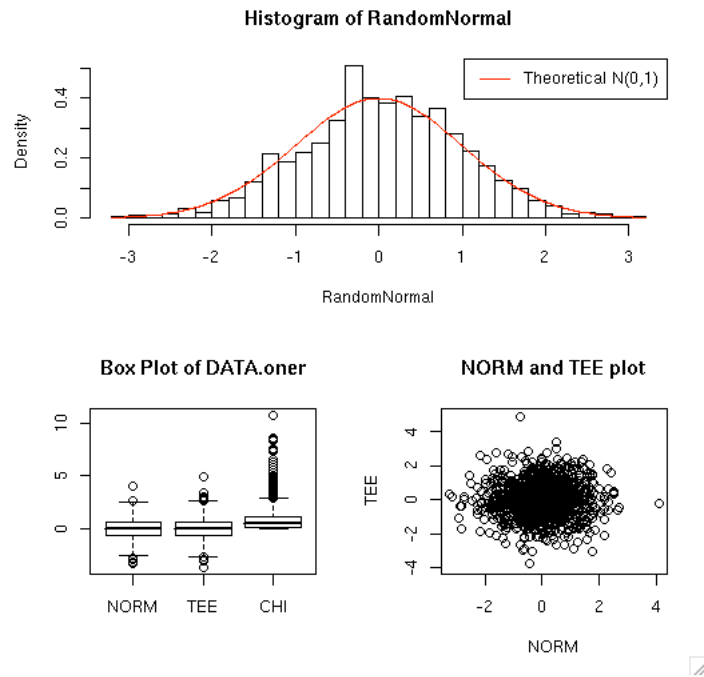 Histogram of RandomNormal
Theoretical N(0,1)
Density
0.0 0.2 0.4
-3 -2 -1 0 1 2 3
RandomNormal
Box Plot of DATA.oner
0 5 10
NORM TEE CHI
NORM and TEE plot
TEE
-4 -2 0 2 4
-2 0 2 4
NORM